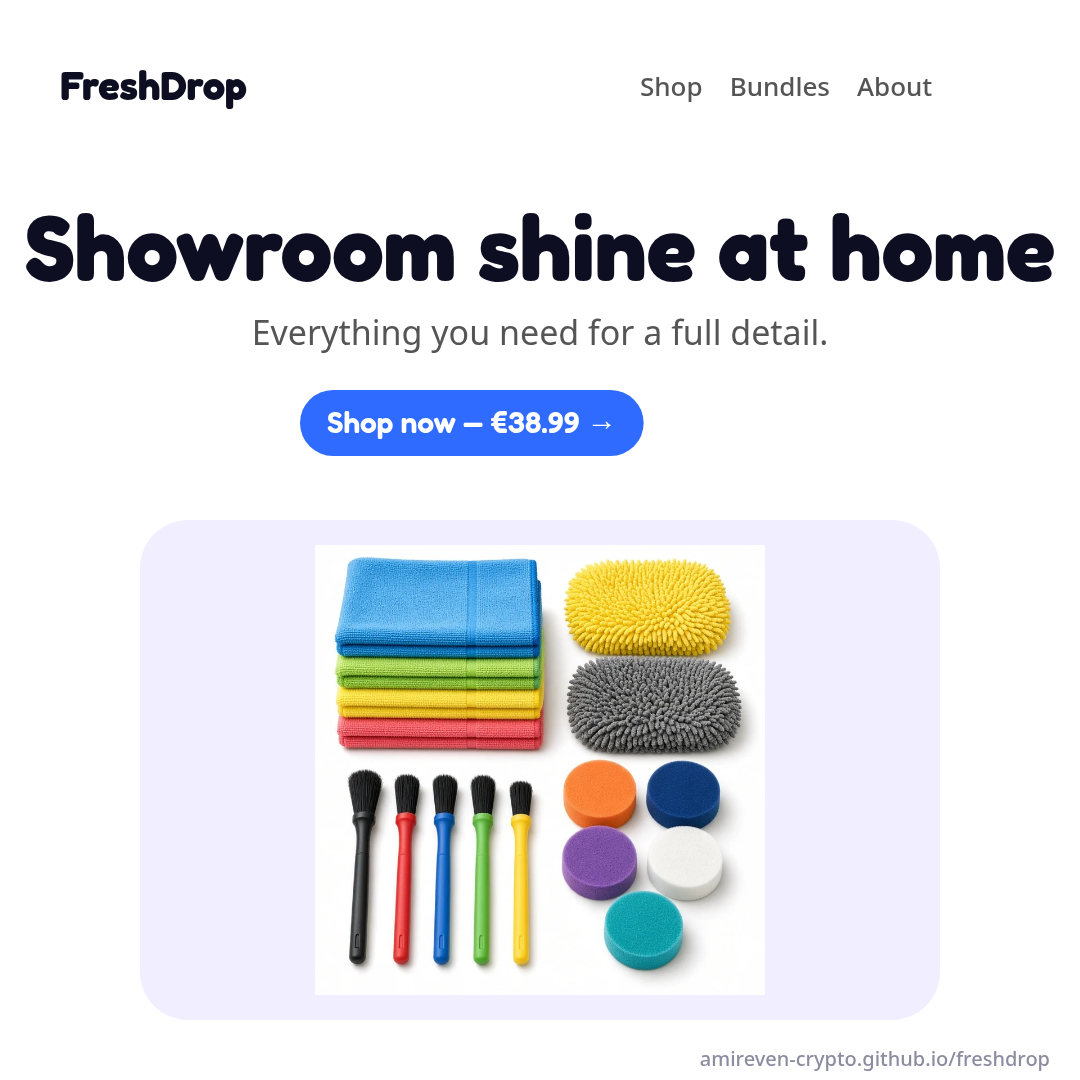 FreshDrop
Shop Bundles About
Showroom shine at home
Everything you need for a full detail.
Shop now — €38.99 →
amireven-crypto.github.io/freshdrop